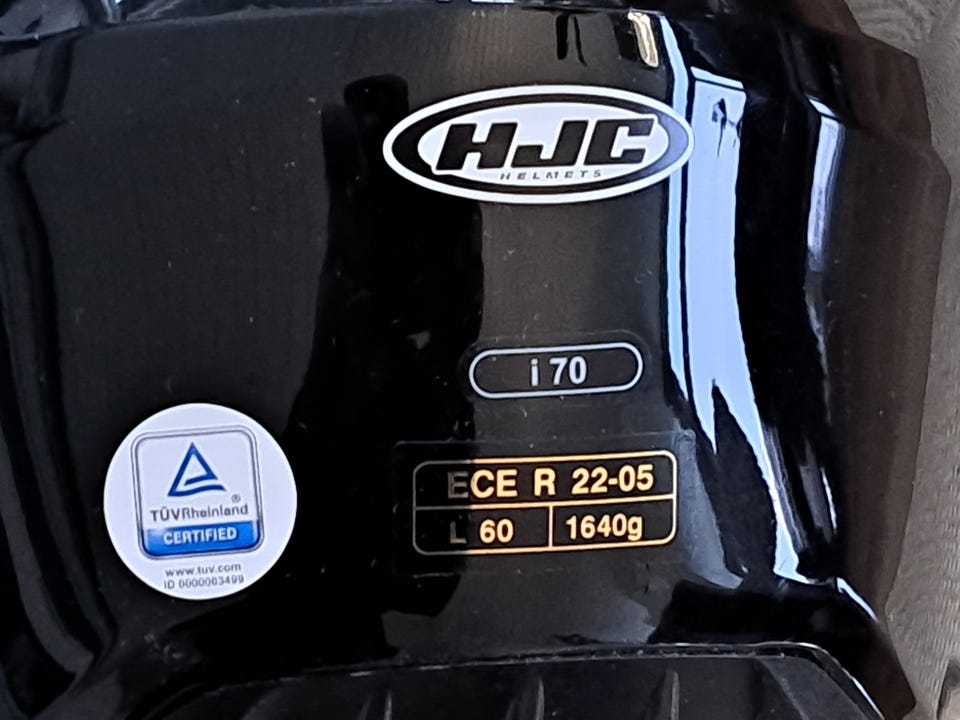 HJC
HELMETS
i 70
ECE R 22-05
L 60 1640g
TÜVRheinland®
CERTIFIED
www.tuv.com
ID 0000063499